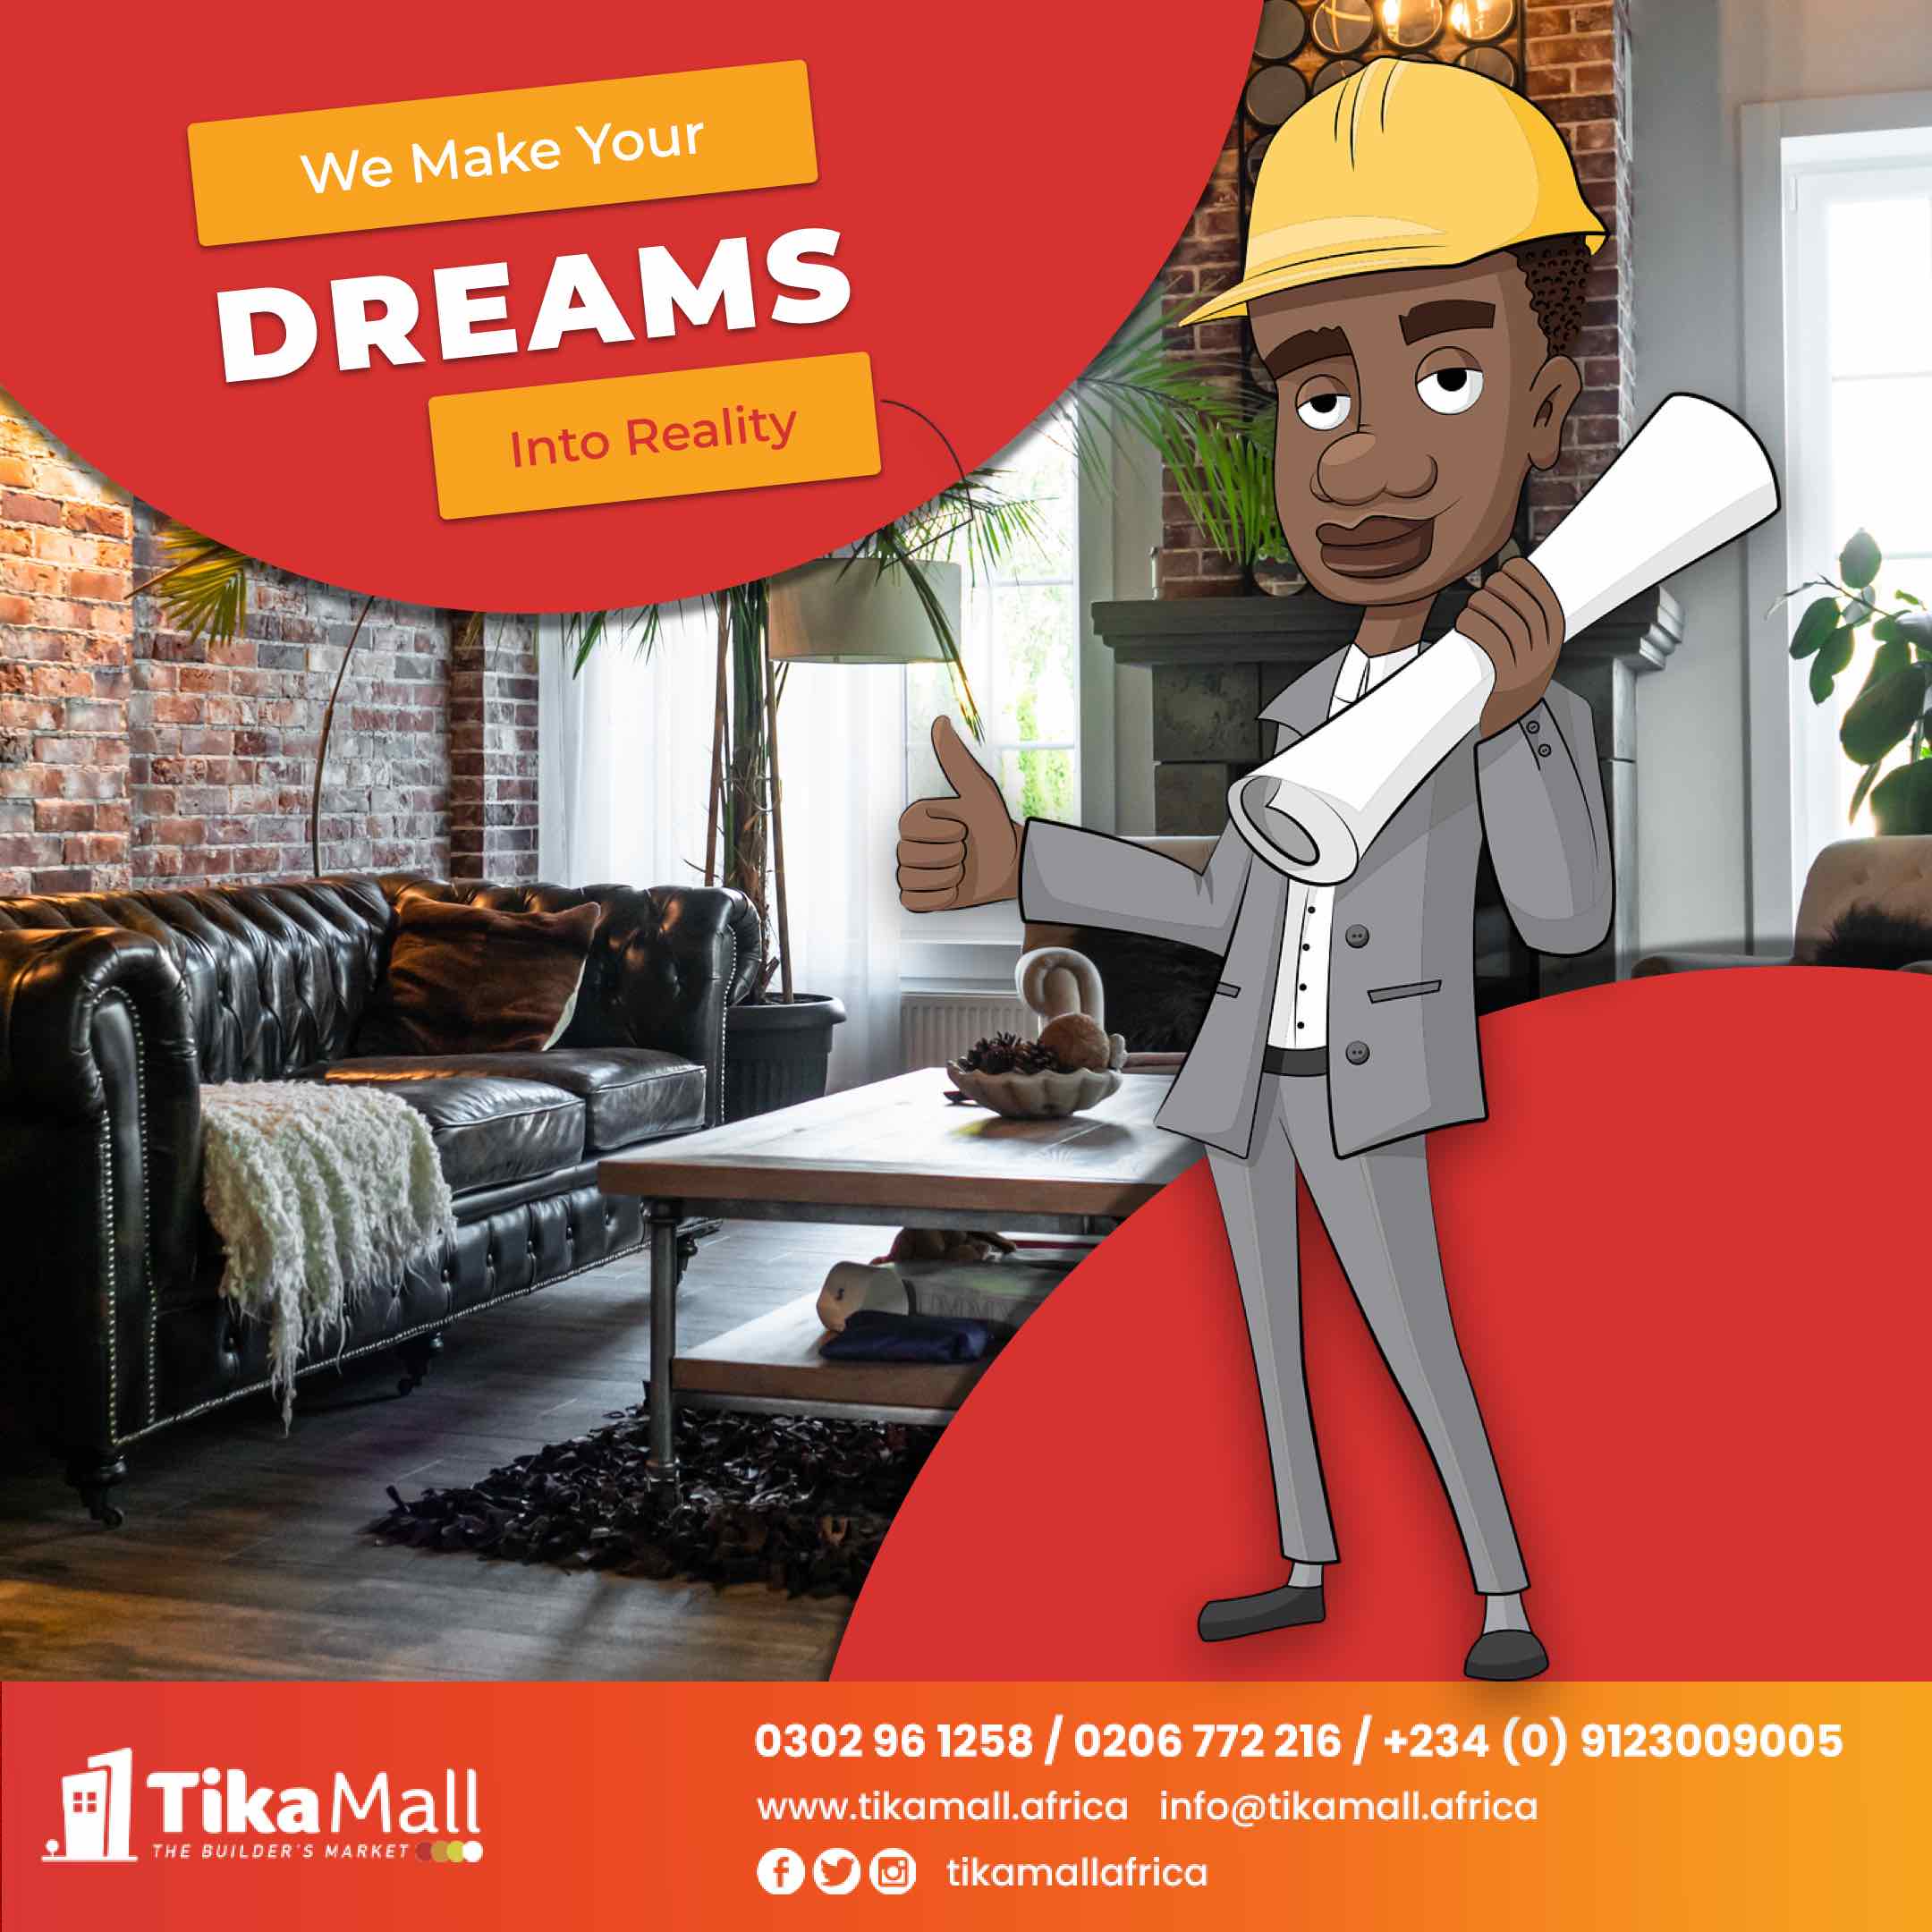 We Make Your
DREAMS
Into Reality
TikaMall
THE BUILDER'S MARKET
0302 96 1258 / 0206 772 216 / +234 (0) 9123009005
www.tikamall.africa info@tikamall.africa
tikamallafrica